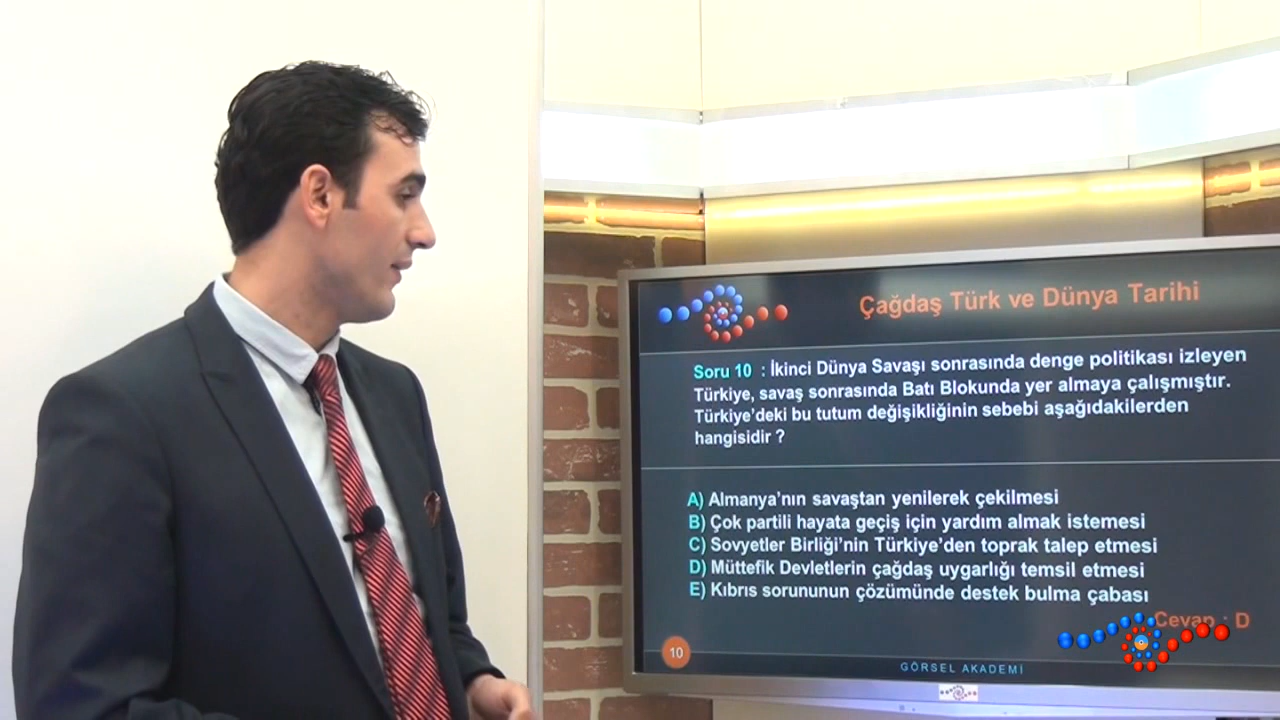 Çağdaş Türk ve Dünya Tarihi
Soru 10 : İkinci Dünya Savaşı sonrasında denge politikası izleyen
Türkiye, savaş sonrasında Batı Blokunda yer almaya çalışmıştır.
Türkiye'deki bu tutum değişikliğinin sebebi aşağıdakilerden
hangisidir ?
A) Almanya'nın savaştan yenilerek çekilmesi
B) Çok partili hayata geçiş için yardım almak istemesi
C) Sovyetler Birliği'nin Türkiye'den toprak talep etmesi
D) Müttefik Devletlerin çağdaş uygarlığı temsil etmesi
E) Kıbrıs sorununun çözümünde destek bulma çabası
Cevap : D
10
GÖRSEL AKADEMİ